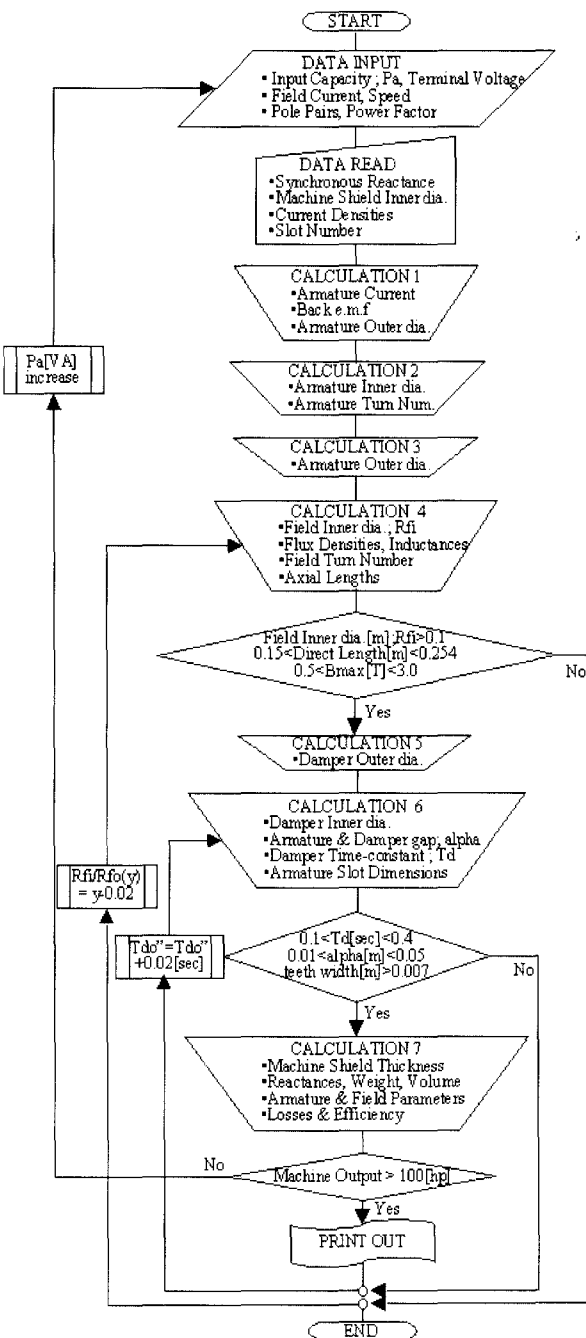 START
DATA INPUT
▪Input Capacity ; Pa, Terminal Voltage
▪Field Current, Speed
▪Pole Pairs, Power Factor
DATA READ
▪Synchronous Reactance
▪Machine Shield Inner dia.
▪Current Densities
▪Slot Number
CALCULATION 1
▪Armature Current
▪Back e.m.f
▪Armature Outer dia.
Pa[VA]
increase
CALCULATION 2
▪Armature Inner dia.
▪Armature Turn Num.
CALCULATION 3
▪Armature Outer dia.
CALCULATION 4
▪Field Inner dia.; Rfi
▪Flux Densities, Inductances
▪Field Turn Number
▪Axial Lengths
Field Inner dia.[m];Rfi>0.1
0.15<Direct Length[m]<0.254
0.5<Bmax[T]<3.0
No
Yes
CALCULATION 5
▪Damper Outer dia.
CALCULATION 6
▪Damper Inner dia.
▪Armature & Damper gap; alpha
▪Damper Time-constant ; Td
▪Armature Slot Dimensions
Rfi/Rfo(y)
= y-0.02
Tdo"=Tdo"
+0.02[sec]
0.1<Td[sec]<0.4
0.01<alpha[m]<0.05
teeth width[m]>0.007
No
Yes
CALCULATION 7
▪Machine Shield Thickness
▪Reactances, Weight, Volume
▪Armature & Field Parameters
▪Losses & Efficiency
No
Machine Output > 100[hp]
Yes
PRINT OUT
END